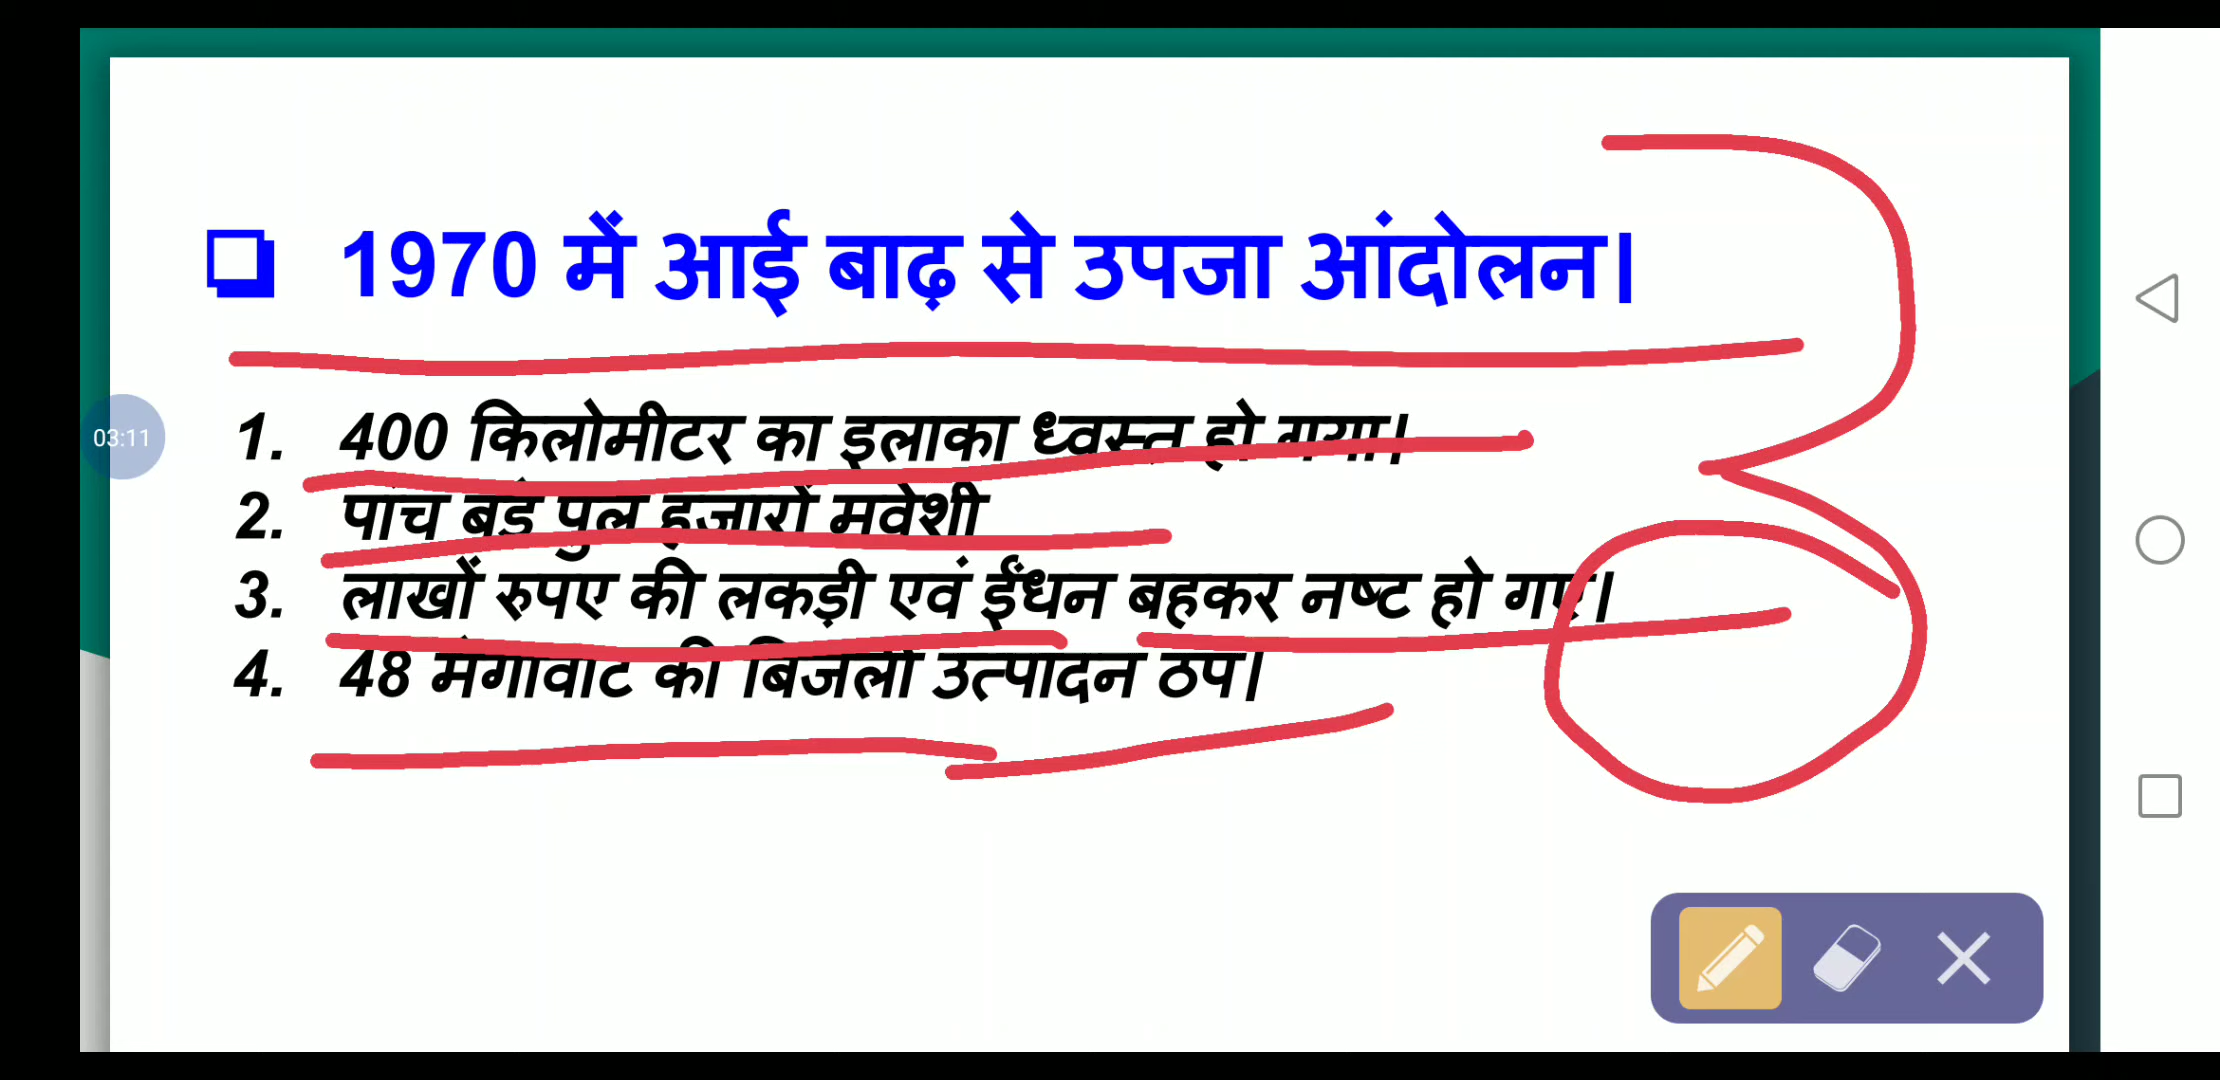 1970 में आई बाढ़ से उपजा आंदोलन।
1. 400 किलोमीटर का इलाका ध्वस्त हो गया।
03:11
2. पांच बड़े पुल हजारों मवेशी
3. लाखों रुपए की लकड़ी एवं ईंधन बहकर नष्ट हो गए।
4. 48 मेगावाट की बिजली उत्पादन ठप।